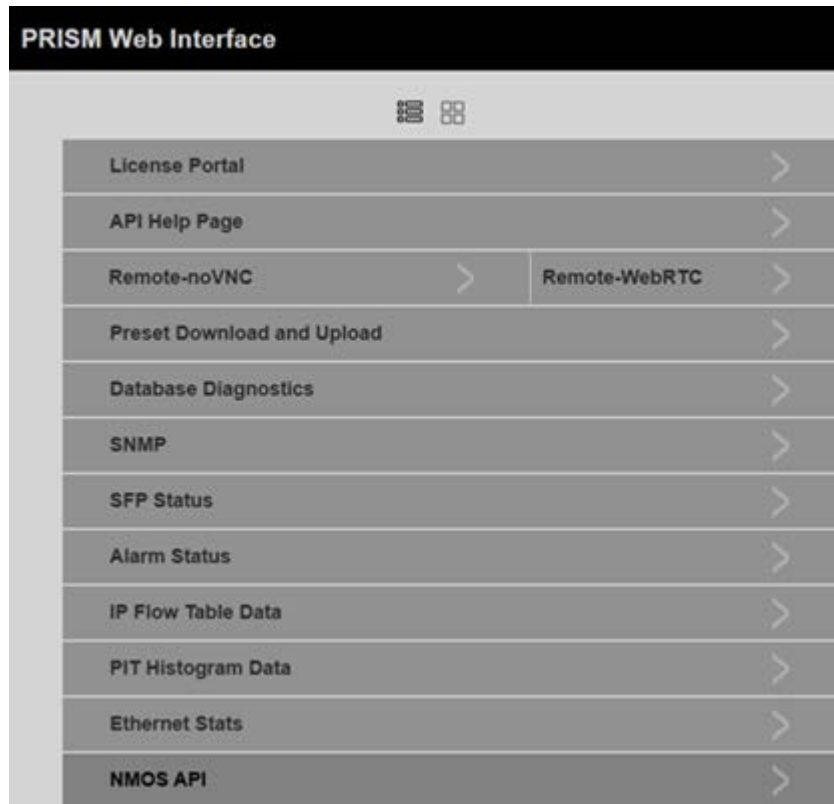 PRISM Web Interface
License Portal
API Help Page
Remote-noVNC Remote-WebRTC
Preset Download and Upload
Database Diagnostics
SNMP
SFP Status
Alarm Status
IP Flow Table Data
PIT Histogram Data
Ethernet Stats
NMOS API